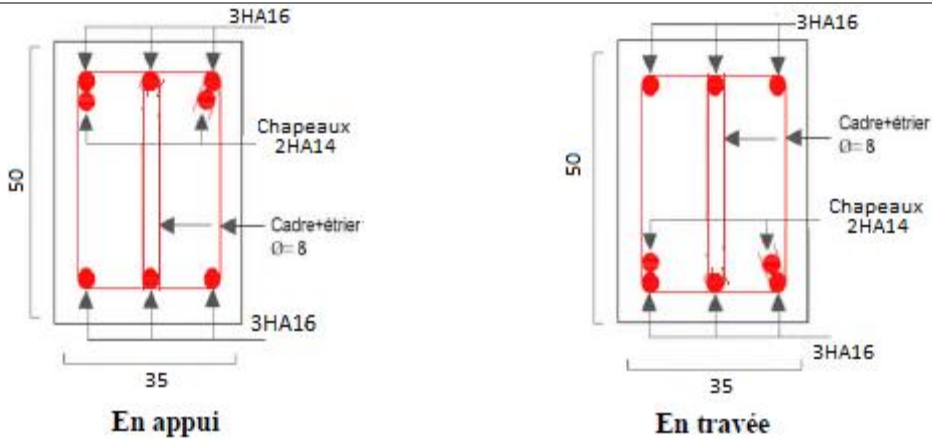 3HA16
50
Chapeaux
2HA14
Cadre+étrier
Ø= 8
3HA16
35
En appui
3HA16
50
Cadre+étrier
Ø= 8
Chapeaux
2HA14
3HA16
35
En travée